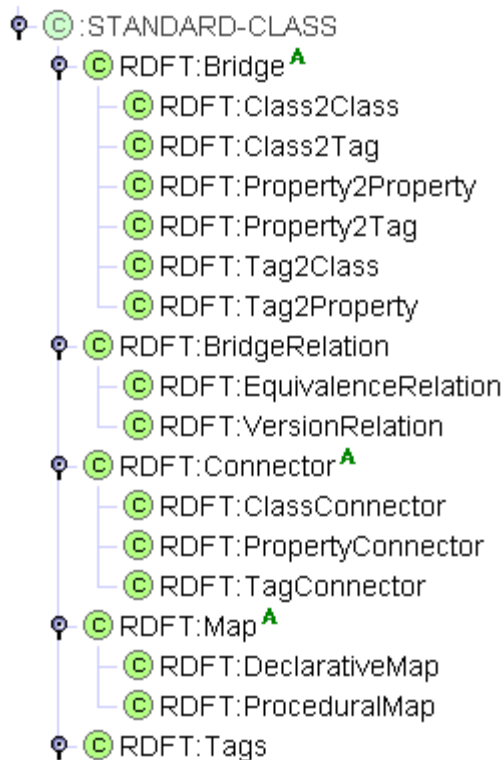 C :STANDARD-CLASS
C RDFT:Bridge A
C RDFT:Class2Class
C RDFT:Class2Tag
C RDFT:Property2Property
C RDFT:Property2Tag
C RDFT:Tag2Class
C RDFT:Tag2Property
C RDFT:BridgeRelation
C RDFT:EquivalenceRelation
C RDFT:VersionRelation
C RDFT:Connector A
C RDFT:ClassConnector
C RDFT:PropertyConnector
C RDFT:TagConnector
C RDFT:Map A
C RDFT:DeclarativeMap
C RDFT:ProceduralMap
C RDFT:Tags